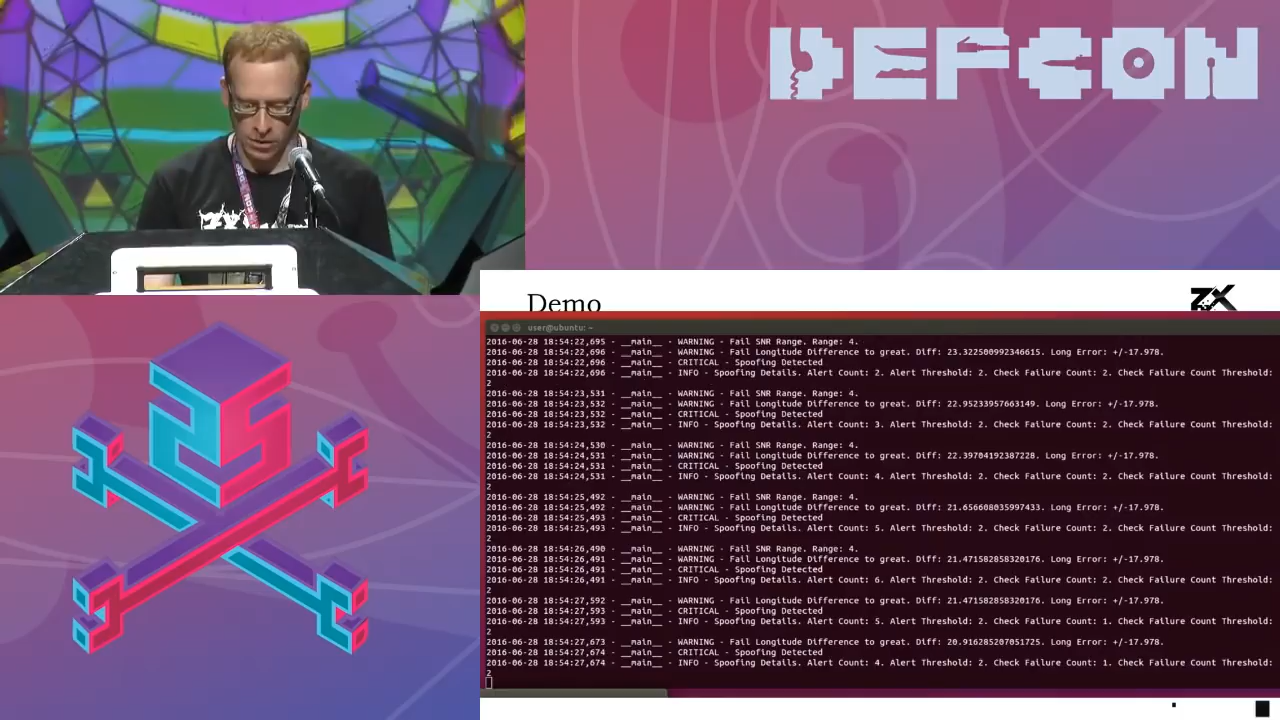 DEFCON
Demo
ZX
user@ubuntu: ~
2016-06-28 18:54:22,695 - __main__ - WARNING - Fail SNR Range. Range: 4.
2016-06-28 18:54:22,696 - __main__ - WARNING - Fail Longitude Difference to great. Diff: 23.322500992346615. Long Error: +/-17.978.
2016-06-28 18:54:22,696 - __main__ - CRITICAL - Spoofing Detected
2016-06-28 18:54:22,696 - __main__ - INFO - Spoofing Details. Alert Count: 2. Alert Threshold: 2. Check Failure Count: 2. Check Failure Count Threshold:
2
2016-06-28 18:54:23,531 - __main__ - WARNING - Fail SNR Range. Range: 4.
2016-06-28 18:54:23,532 - __main__ - WARNING - Fail Longitude Difference to great. Diff: 22.95233957663149. Long Error: +/-17.978.
2016-06-28 18:54:23,532 - __main__ - CRITICAL - Spoofing Detected
2016-06-28 18:54:23,532 - __main__ - INFO - Spoofing Details. Alert Count: 3. Alert Threshold: 2. Check Failure Count: 2. Check Failure Count Threshold:
2
2016-06-28 18:54:24,530 - __main__ - WARNING - Fail SNR Range. Range: 4.
2016-06-28 18:54:24,531 - __main__ - WARNING - Fail Longitude Difference to great. Diff: 22.39704192387228. Long Error: +/-17.978.
2016-06-28 18:54:24,531 - __main__ - CRITICAL - Spoofing Detected
2016-06-28 18:54:24,531 - __main__ - INFO - Spoofing Details. Alert Count: 4. Alert Threshold: 2. Check Failure Count: 2. Check Failure Count Threshold:
2
2016-06-28 18:54:25,492 - __main__ - WARNING - Fail SNR Range. Range: 4.
2016-06-28 18:54:25,493 - __main__ - WARNING - Fail Longitude Difference to great. Diff: 21.656608035997433. Long Error: +/-17.978.
2016-06-28 18:54:25,493 - __main__ - CRITICAL - Spoofing Detected
2016-06-28 18:54:25,493 - __main__ - INFO - Spoofing Details. Alert Count: 5. Alert Threshold: 2. Check Failure Count: 2. Check Failure Count Threshold:
2
2016-06-28 18:54:26,490 - __main__ - WARNING - Fail SNR Range. Range: 4.
2016-06-28 18:54:26,491 - __main__ - WARNING - Fail Longitude Difference to great. Diff: 21.471582858320176. Long Error: +/-17.978.
2016-06-28 18:54:26,491 - __main__ - CRITICAL - Spoofing Detected
2016-06-28 18:54:26,491 - __main__ - INFO - Spoofing Details. Alert Count: 6. Alert Threshold: 2. Check Failure Count: 2. Check Failure Count Threshold:
2
2016-06-28 18:54:27,592 - __main__ - WARNING - Fail Longitude Difference to great. Diff: 21.471582858320176. Long Error: +/-17.978.
2016-06-28 18:54:27,593 - __main__ - CRITICAL - Spoofing Detected
2016-06-28 18:54:27,593 - __main__ - INFO - Spoofing Details. Alert Count: 5. Alert Threshold: 2. Check Failure Count: 1. Check Failure Count Threshold:
2
2016-06-28 18:54:27,673 - __main__ - WARNING - Fail Longitude Difference to great. Diff: 20.916285207051725. Long Error: +/-17.978.
2016-06-28 18:54:27,674 - __main__ - CRITICAL - Spoofing Detected
2016-06-28 18:54:27,674 - __main__ - INFO - Spoofing Details. Alert Count: 4. Alert Threshold: 2. Check Failure Count: 1. Check Failure Count Threshold:
2